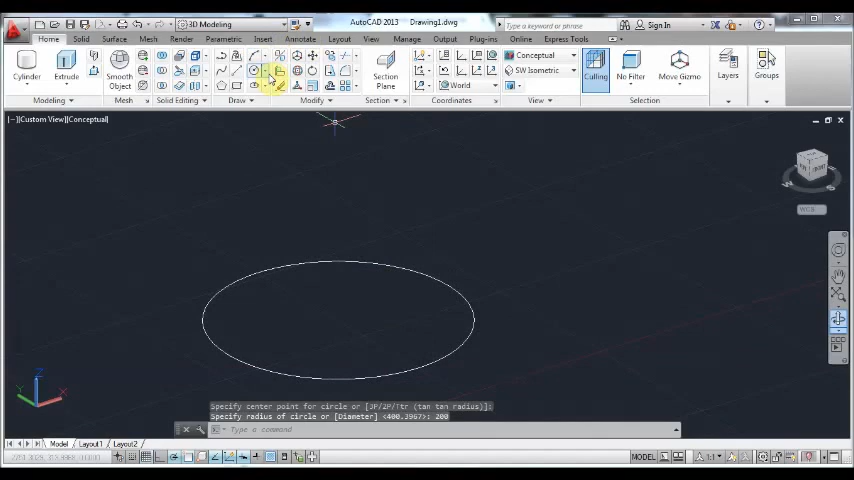 3D Modeling
AutoCAD 2013 Drawing1.dwg
Type a keyword or phrase
Sign In
Home Solid Surface Mesh Render Parametric Insert Annotate Layout View Output Plug-ins Online Express Tools
Cylinder
Extrude
Smooth
Object
Section
Plane
World
Conceptual
SW Isometric
Culling
No Filter
Move Gizmo
Layers
Groups
Modeling Mesh Solid Editing Draw Modify Section Coordinates View Selection
[−][Custom View][Conceptual]
FRONT
W
S
WCS
Z
X
Specify center point for circle or [3P/2P/Ttr (tan tan radius)]:
Specify radius of circle or [Diameter] <400.3967>: 200
Type a command
Model Layout1 Layout2
MODEL
1:1